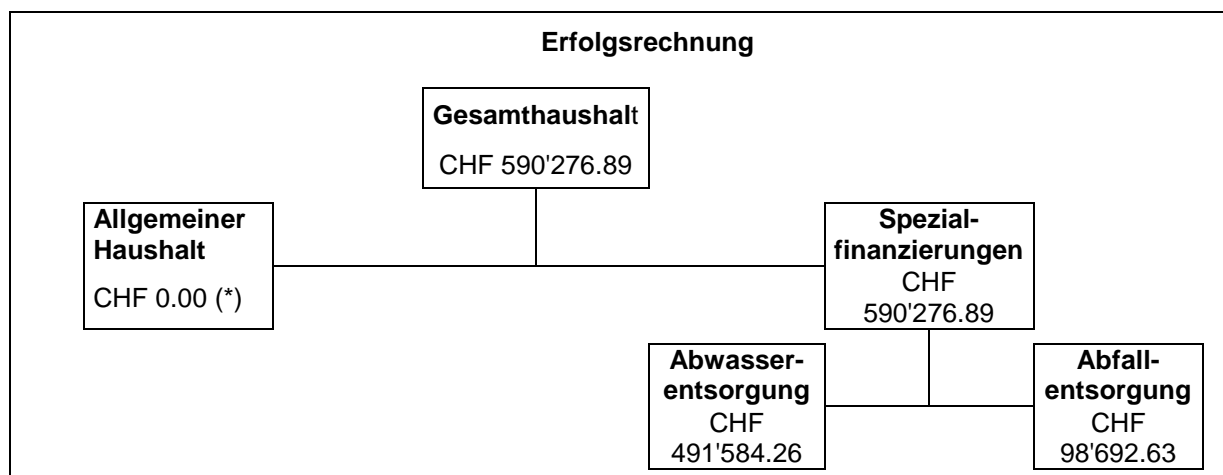 Erfolgsrechnung
Gesamthaushalt
CHF 590'276.89
Allgemeiner
Haushalt
CHF 0.00 (*)
Spezial-
finanzierungen
CHF
590'276.89
Abwasser-
entsorgung
CHF
491'584.26
Abfall-
entsorgung
CHF
98'692.63